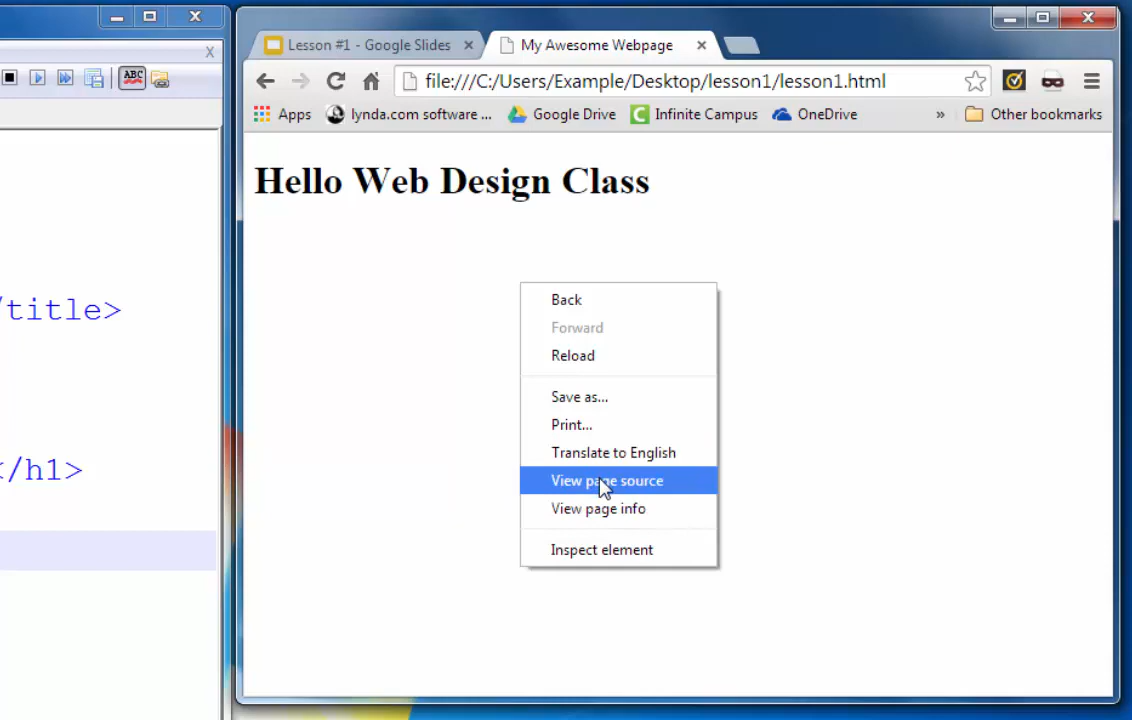 ABC
/title>
</h1>
Lesson #1 - Google Slides
My Awesome Webpage
file:///C:/Users/Example/Desktop/lesson1/lesson1.html
Apps lynda.com software ... Google Drive Infinite Campus OneDrive » Other bookmarks
Hello Web Design Class
Back
Forward
Reload
Save as...
Print...
Translate to English
View page source
View page info
Inspect element